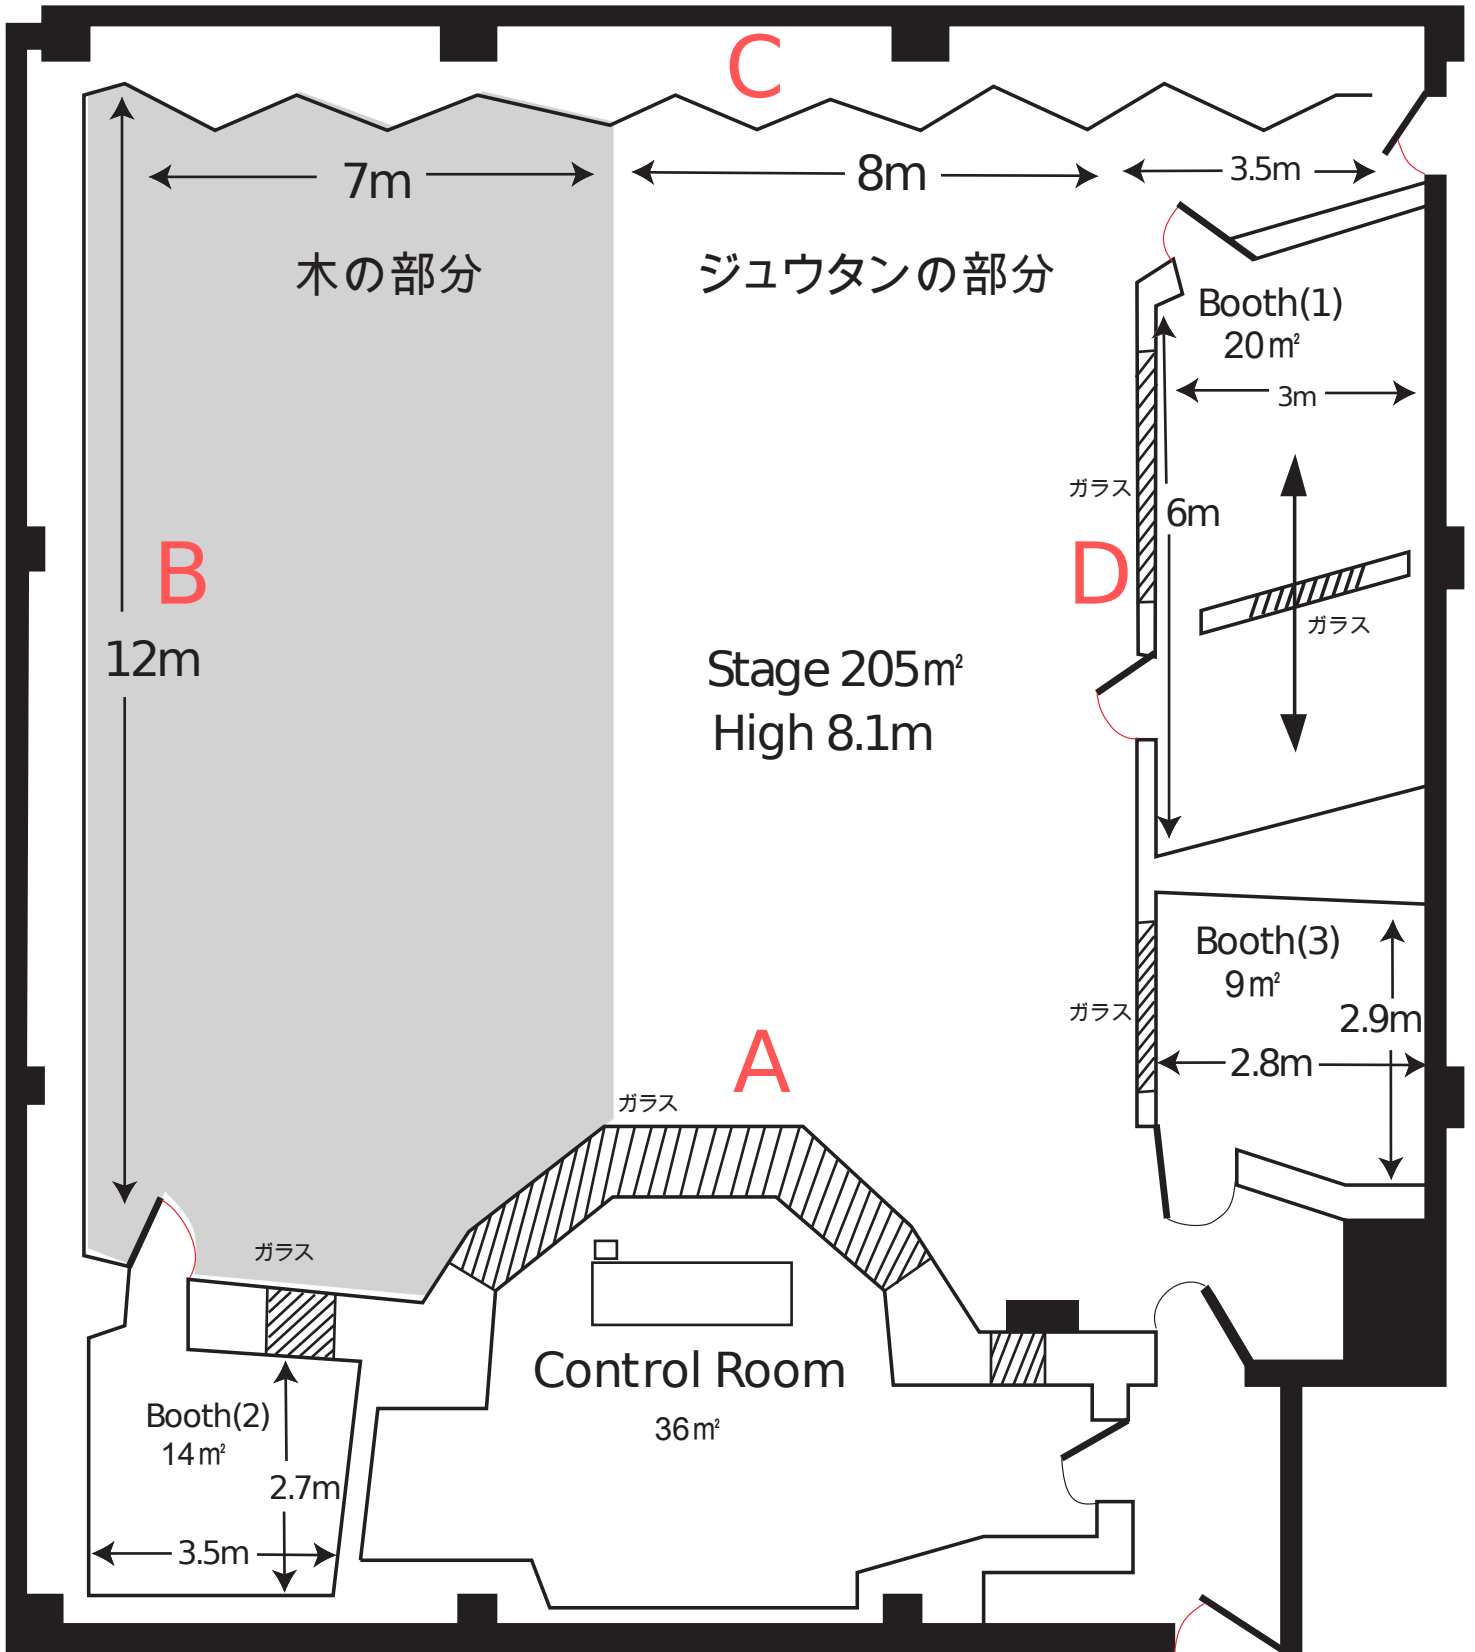 C
7m
8m
3.5m
木の部分
ジュウタンの部分
Booth(1)
20㎡
3m
ガラス
6m
B
D
ガラス
12m
Stage 205㎡
High 8.1m
Booth(3)
9㎡
ガラス
2.9m
2.8m
A
ガラス
ガラス
Control Room
36㎡
Booth(2)
14㎡
2.7m
3.5m